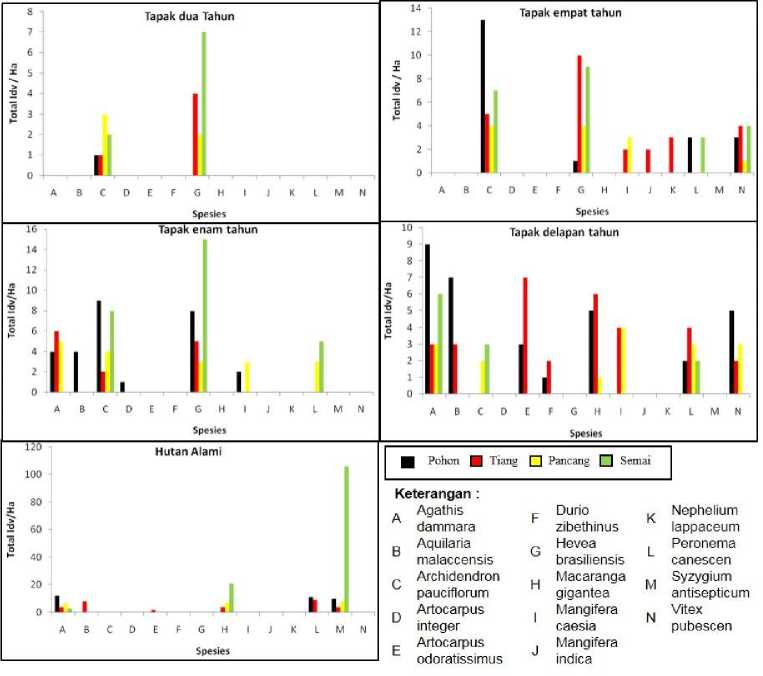 Tapak dua Tahun
8
7
6
5
4
3
2
1
0
Total Idv / Ha
A B C D E F G H I J K L M N
Spesies
Tapak empat tahun
14
12
10
8
6
4
2
0
Total Idv/Ha
A B C D E F G H I J K L M N
Spesies
Tapak enam tahun
16
14
12
10
8
6
4
2
0
Total Idv/Ha
A B C D E F G H I J K L M N
Spesies
Tapak delapan tahun
10
9
8
7
6
5
4
3
2
1
0
Total Idv/Ha
A B C D E F G H I J K L M N
Spesies
Hutan Alami
120
100
80
60
40
20
0
Total Idv/Ha
A B C D E F G H I J K L M N
Spesies
Pohon Tiang Pancang Semai
Keterangan :
A Agathis
dammara
B Aquilaria
malaccensis
C Archidendron
pauciflorum
D Artocarpus
integer
E Artocarpus
odoratissimus
F Durio
zibethinus
G Hevea
brasiliensis
H Macaranga
gigantea
I Mangifera
caesia
J Mangifera
indica
K Nephelium
lappaceum
L Peronema
canescen
M Syzygium
antisepticum
N Vitex
pubescen